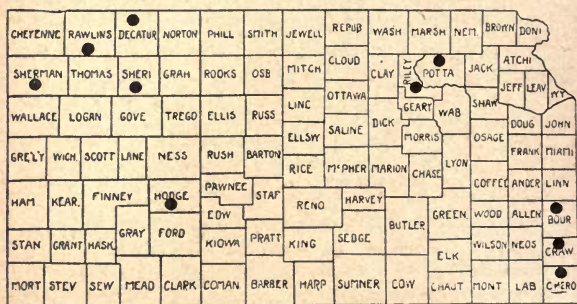 CHEYENNE RAWLINS DECATUR NORTON PHILL SMITH JEWELL REPUB WASH MARSH NEM. BROWN DONI
SHERMAN THOMAS SHERI GRAH ROOKS OSB MITCH CLOUD CLAY RILEY POTTA JACK ATCHI
JEFF LEAV WY
OTTAWA
WALLACE LOGAN GOVE TREGO ELLIS RUSS LINC SALINE DICK GEARY WAB SHAW DOUG JOHN
ELLSW MORRIS OSAGE
GRELY WICH. SCOTT LANE NESS RUSH BARTON RICE McPHER MARION CHASE LYON FRANK MIAMI
COFFEE ANDER LINN
HAM KEAR. FINNEY HODGE PAWNEE STAF RENO HARVEY BUTLER GREEN. WOOD ALLEN BOUR
EDW
STAN GRANT HASK. GRAY FORD KIOWA PRATT KING SEDGE ELK WILSON NEOS CRAW
MORT STEV SEW MEAD CLARK COMAN BARBER HARP SUMNER COW CHAUT MONT LAB CHERO